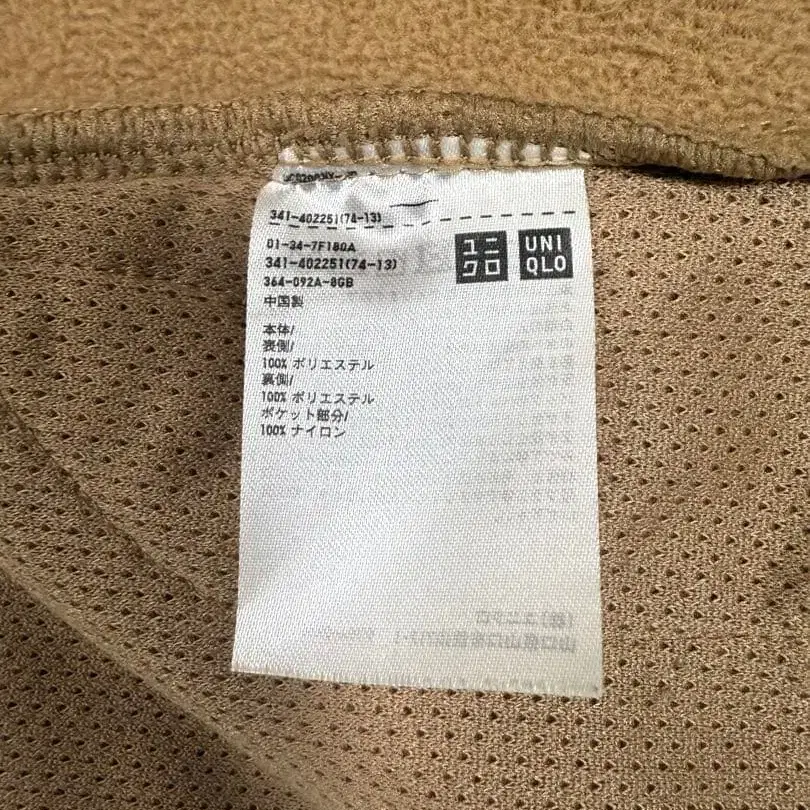 341-402251(74-13)
01-34-7F180A
341-402251(74-13)
364-092A-8GB
中国製
ユニクロ
UNIQLO
本体/
表側/
100% ポリエステル
裏側/
100% ポリエステル
ポケット部分/
100% ナイロン